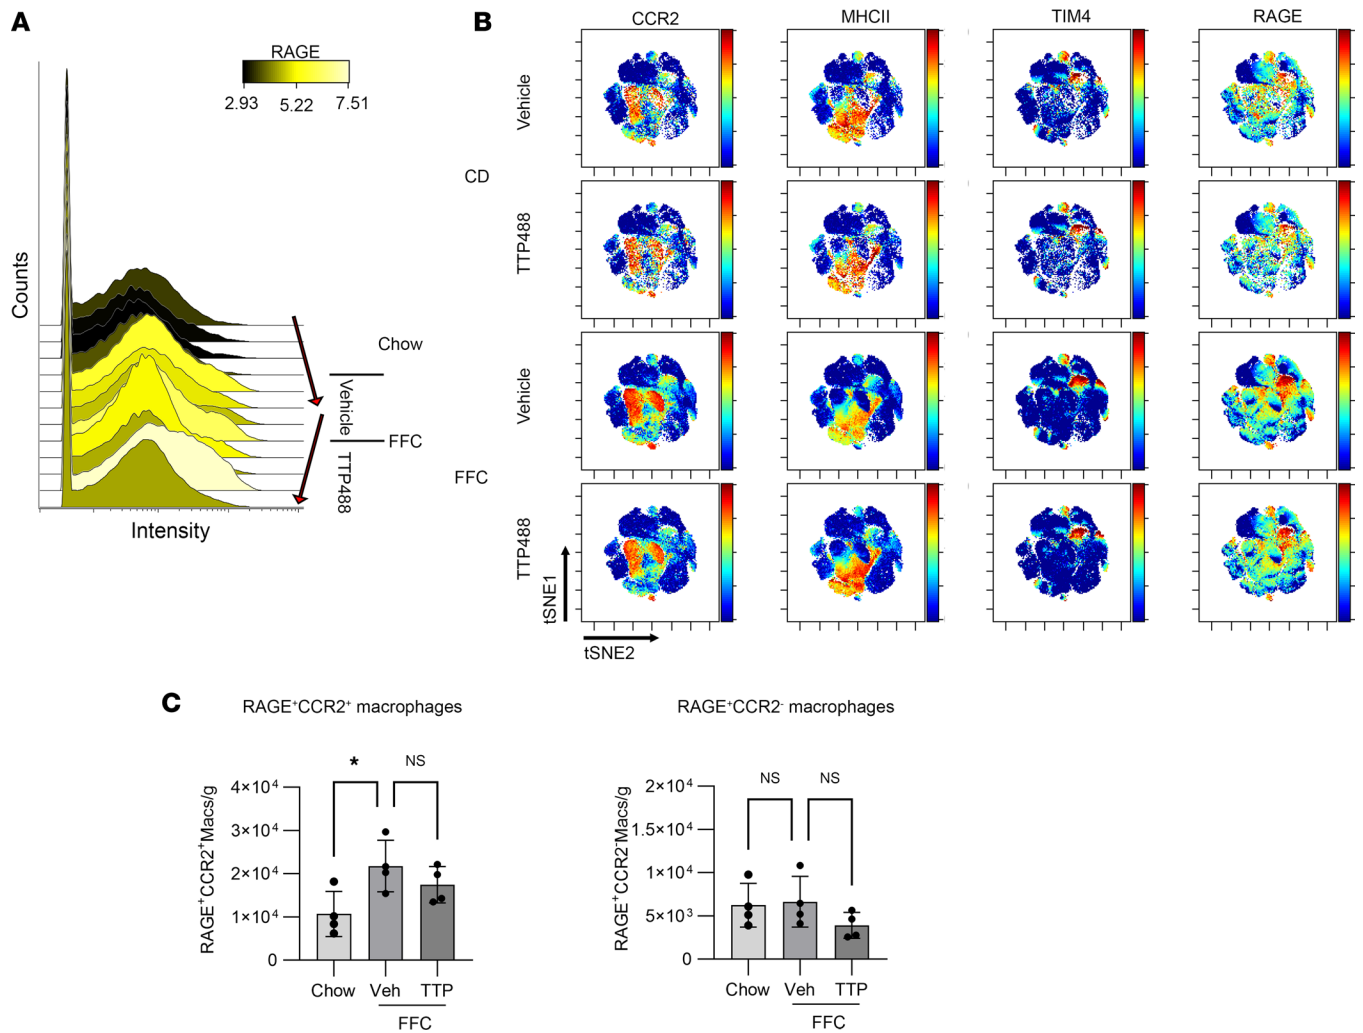 A
RAGE
2.93 5.22 7.51
Counts
Chow
Vehicle
FFC
TTP488
Intensity
B
CCR2 MHCII TIM4 RAGE
CD
Vehicle
TTP488
FFC
Vehicle
TTP488
tSNE1
tSNE2
C
RAGE⁺CCR2⁺ macrophages
* NS
RAGE⁺CCR2⁺Macs/g
4×10⁴
3×10⁴
2×10⁴
1×10⁴
0
Chow Veh TTP
FFC
RAGE⁺CCR2⁻ macrophages
NS NS
RAGE⁺CCR2⁻Macs/g
2×10⁴
1.5×10⁴
1×10⁴
5×10³
0
Chow Veh TTP
FFC